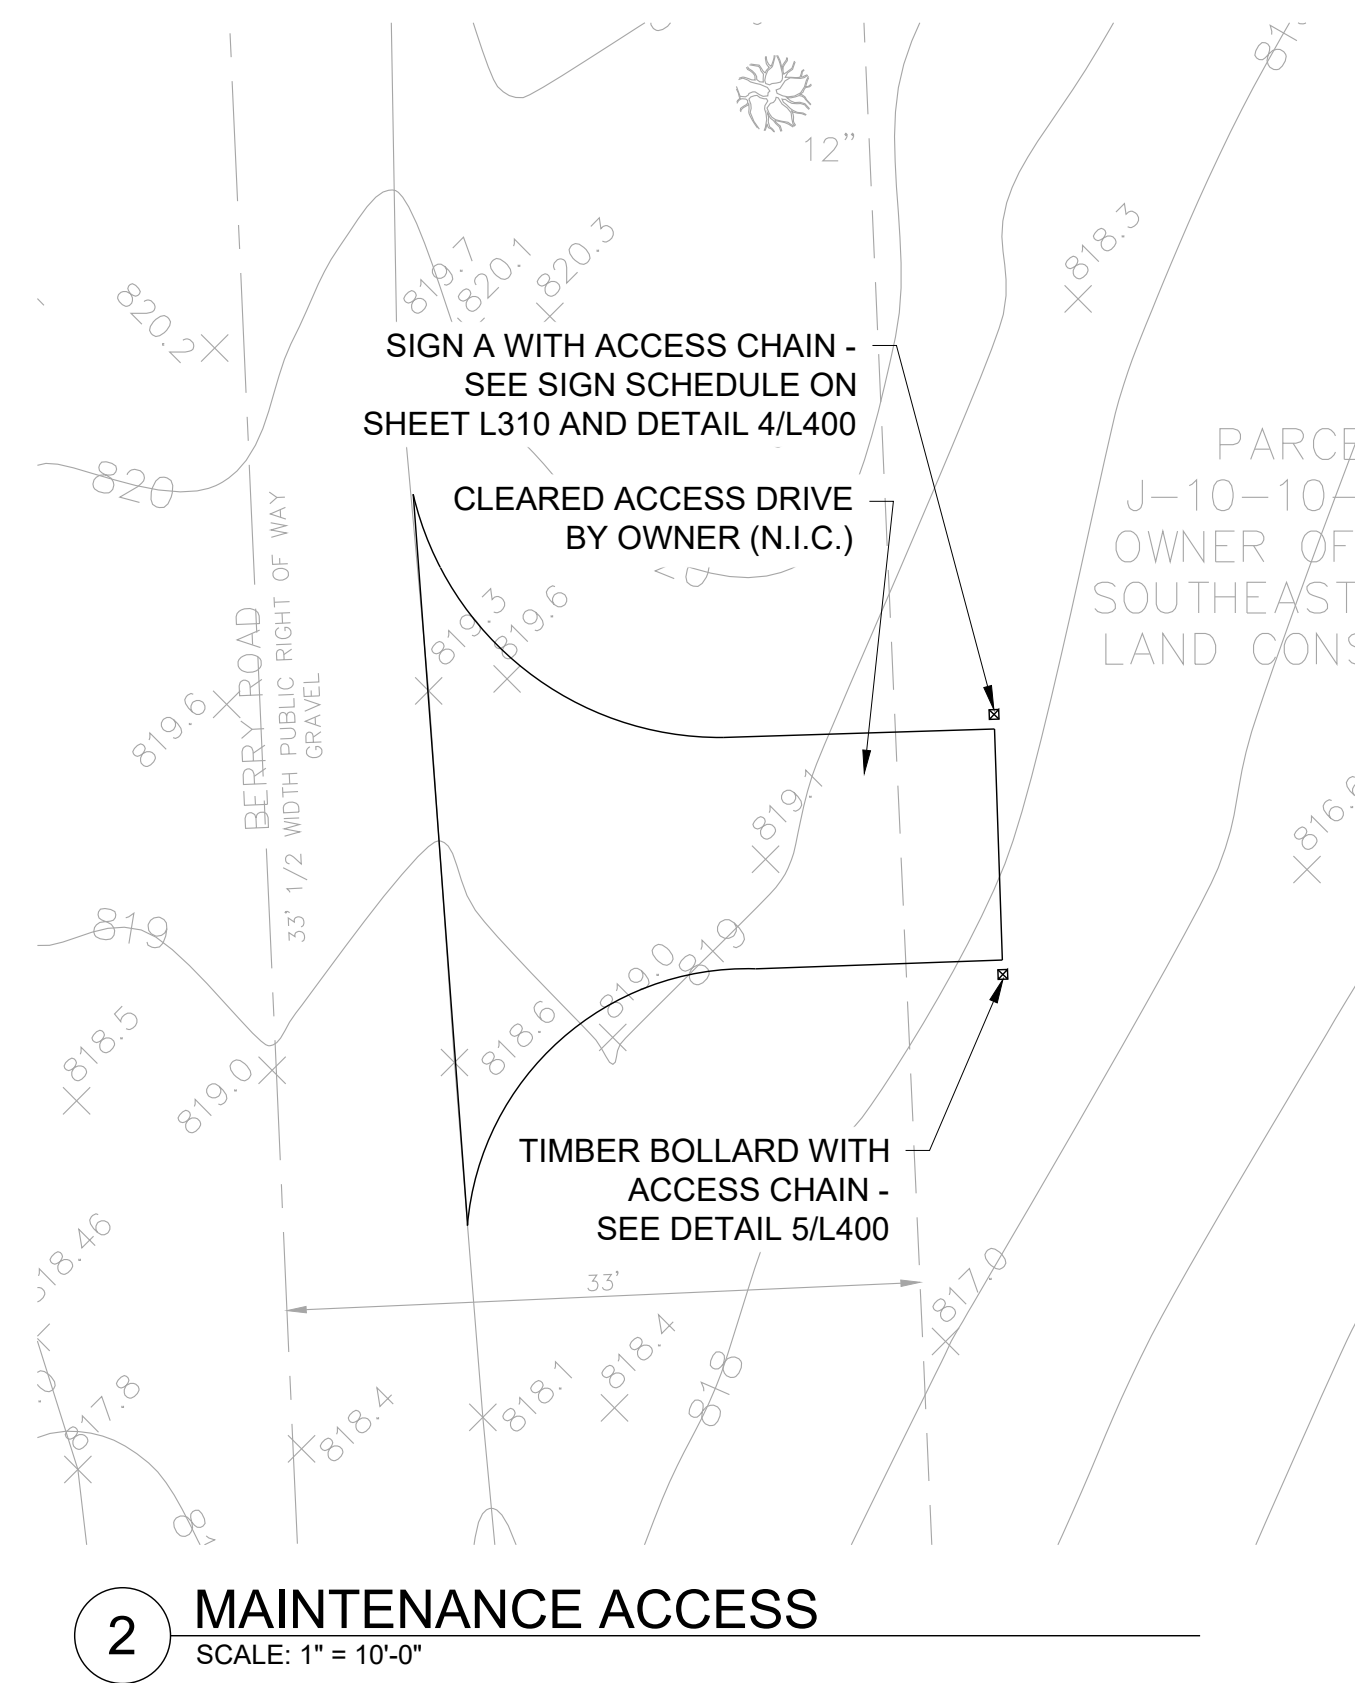 12"
818.3
819.7
820.1
820.3
820.2
SIGN A WITH ACCESS CHAIN -
SEE SIGN SCHEDULE ON
SHEET L310 AND DETAIL 4/L400
820
PARCE
J-10-10-
OWNER OF
SOUTHEAST
LAND CONS
CLEARED ACCESS DRIVE
BY OWNER (N.I.C.)
819.3
819.6
819.6
BERRY ROAD
33' 1/2 WIDTH PUBLIC RIGHT OF WAY
GRAVEL
819.1
816.6
819
819
819.0
818.6
818.5
819.0
TIMBER BOLLARD WITH
ACCESS CHAIN -
SEE DETAIL 5/L400
818.46
33'
817.0
818.4
818
818.1
818.4
817.8
2
MAINTENANCE ACCESS
SCALE: 1" = 10'-0"